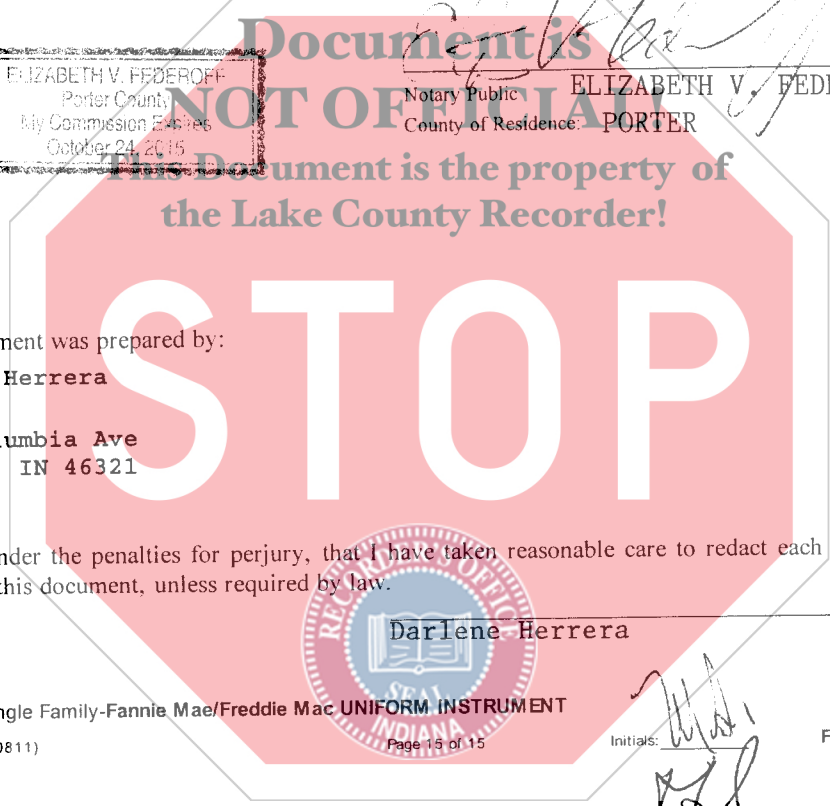 Document is
ELIZABETH V. FEDEROFF
Porter County
My Commission Expires
October 24, 2015
NOT OFFICIAL!
Notary Public ELIZABETH V. FED
County of Residence: PORTER
This Document is the property of
the Lake County Recorder!
STOP
ment was prepared by:
Herrera
umbia Ave
IN 46321
nder the penalties for perjury, that I have taken reasonable care to redact each
this document, unless required by law.
Darlene Herrera
RECORDER'S OFFICE
SEAL
INDIANA
ngle Family-Fannie Mae/Freddie Mac UNIFORM INSTRUMENT
0811)
Page 15 of 15
Initials:
F